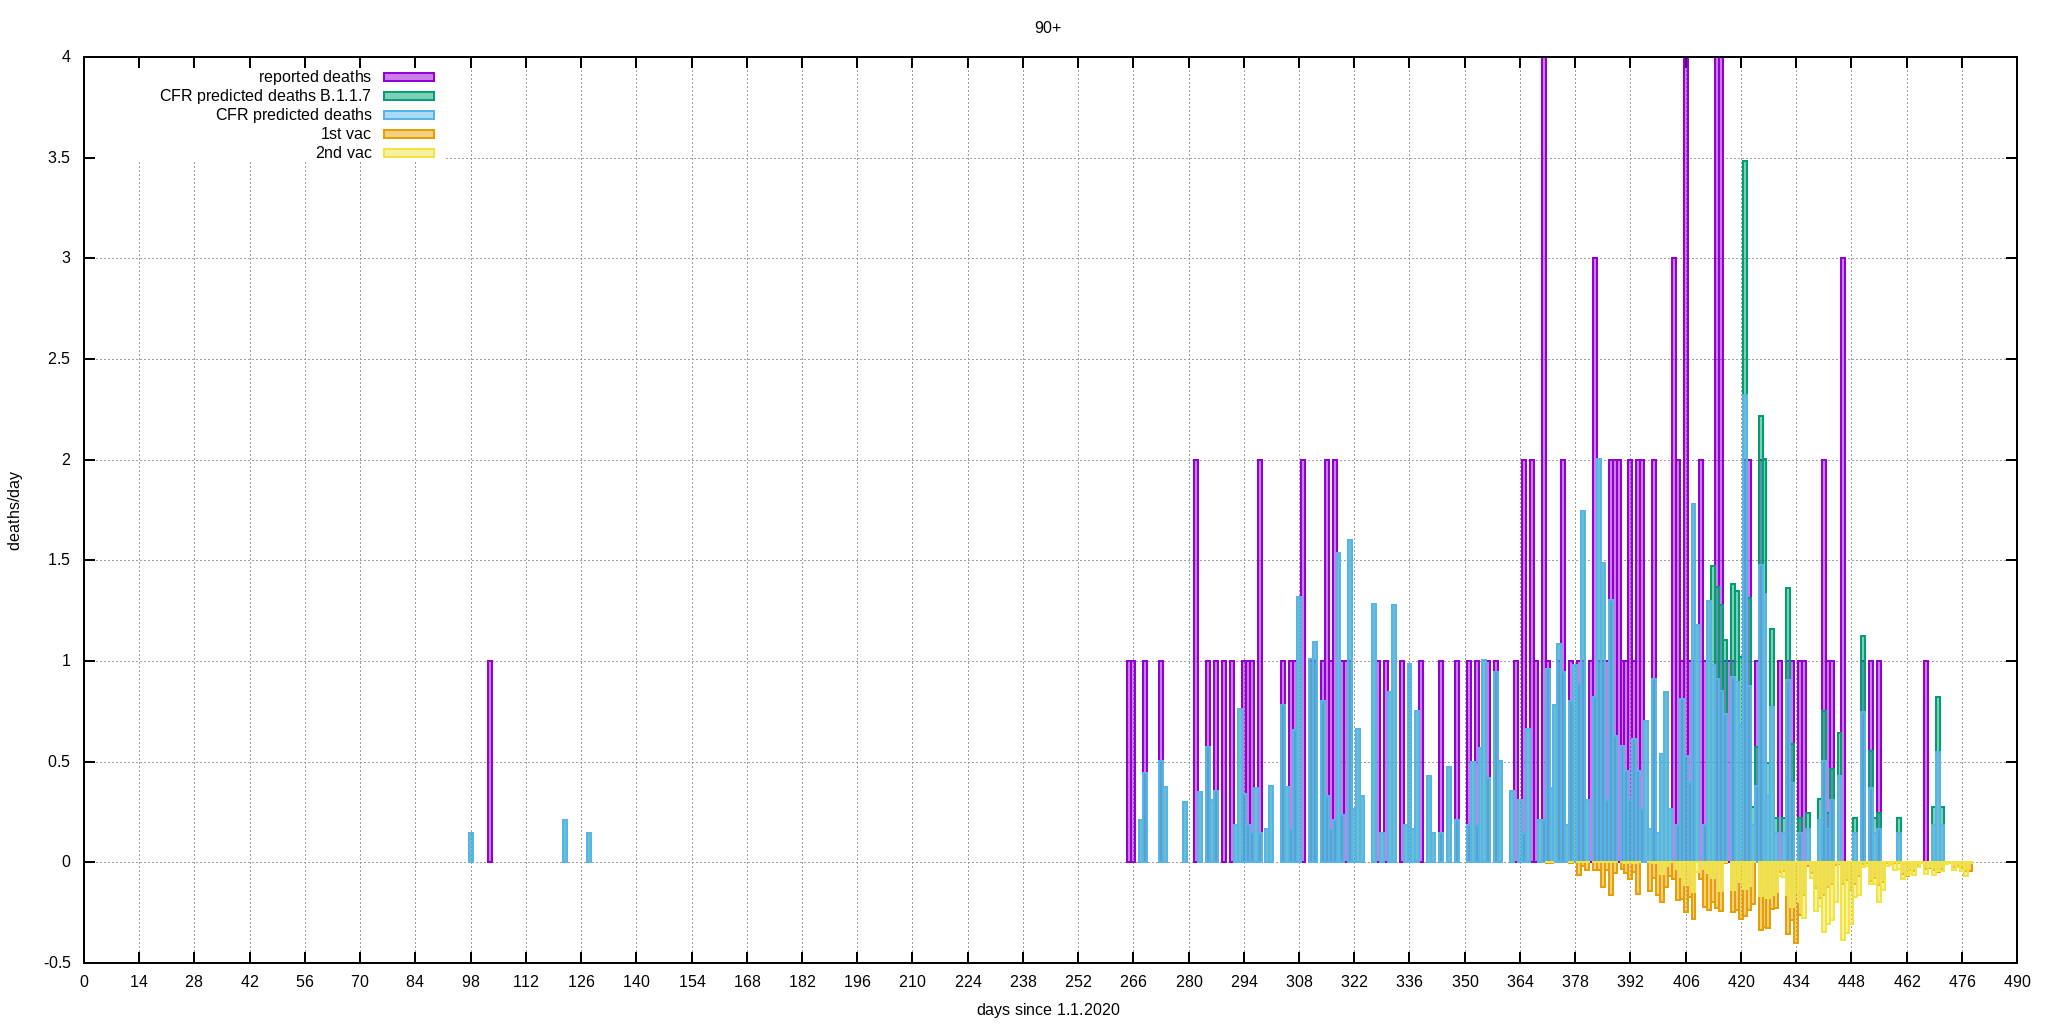 90+
reported deaths
CFR predicted deaths B.1.1.7
CFR predicted deaths
1st vac
2nd vac
4
3.5
3
2.5
2
1.5
1
0.5
0
-0.5
deaths/day
0 14 28 42 56 70 84 98 112 126 140 154 168 182 196 210 224 238 252 266 280 294 308 322 336 350 364 378 392 406 420 434 448 462 476 490
days since 1.1.2020